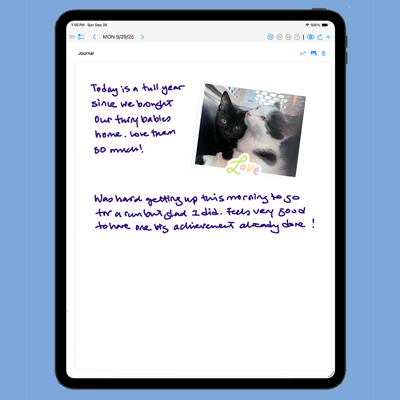 1:05 PM Sun Sep 28
100%
MON 9/29/25
Journal
Today is a full year
since we brought
our furry babies
home. Love them
so much!
Love
Was hard getting up this morning to go
for a run but glad I did. Feels very good
to have one big achievement already done!